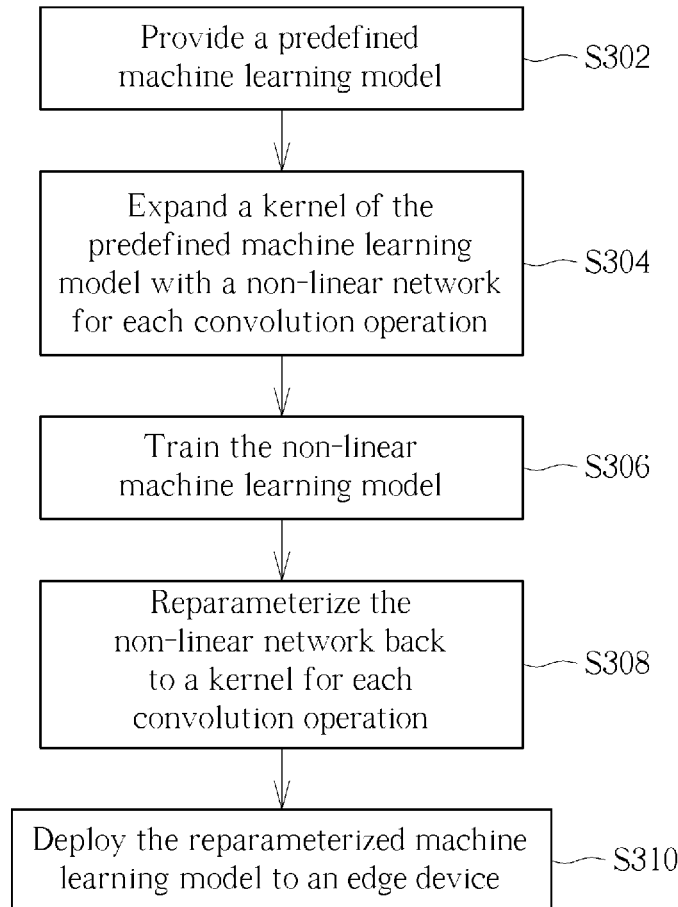 Provide a predefined
machine learning model
S302
Expand a kernel of the
predefined machine learning
model with a non-linear network
for each convolution operation
S304
Train the non-linear
machine learning model
S306
Reparameterize the
non-linear network back
to a kernel for each
convolution operation
S308
Deploy the reparameterized machine
learning model to an edge device
S310